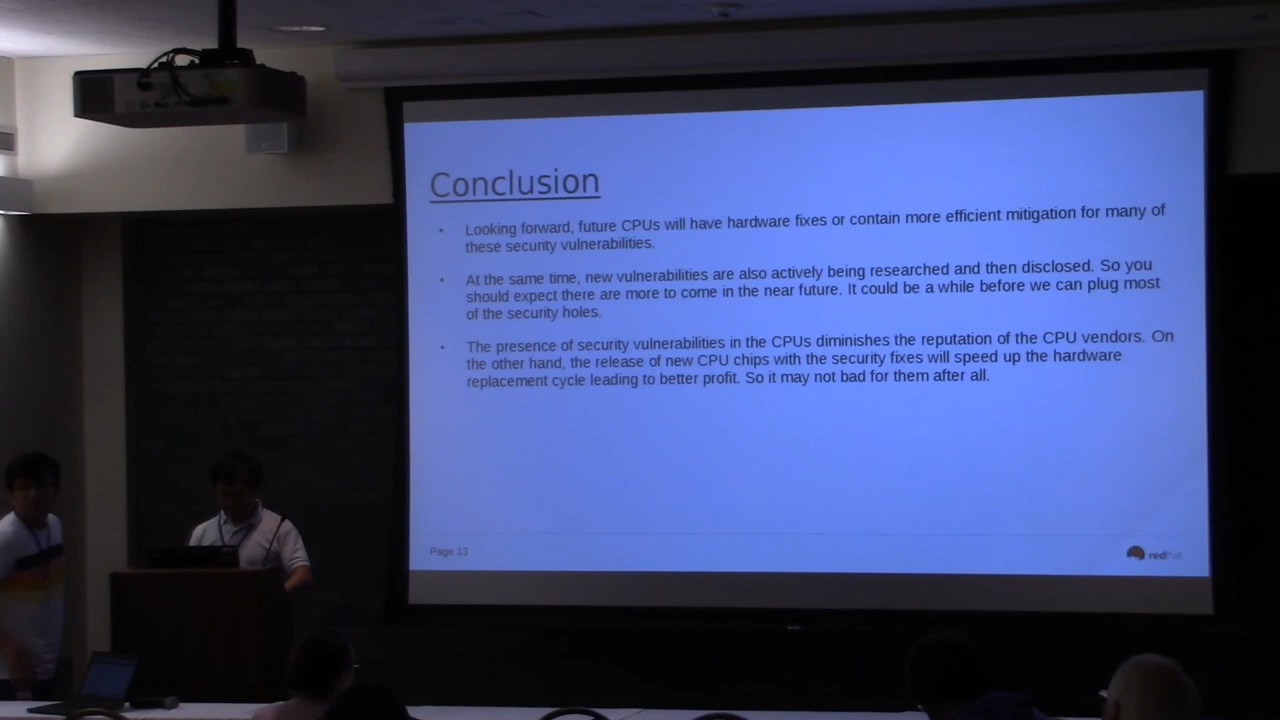 Conclusion
• Looking forward, future CPUs will have hardware fixes or contain more efficient mitigation for many of
these security vulnerabilities.
• At the same time, new vulnerabilities are also actively being researched and then disclosed. So you
should expect there are more to come in the near future. It could be a while before we can plug most
of the security holes.
• The presence of security vulnerabilities in the CPUs diminishes the reputation of the CPU vendors. On
the other hand, the release of new CPU chips with the security fixes will speed up the hardware
replacement cycle leading to better profit. So it may not bad for them after all.
Page 13
redhat